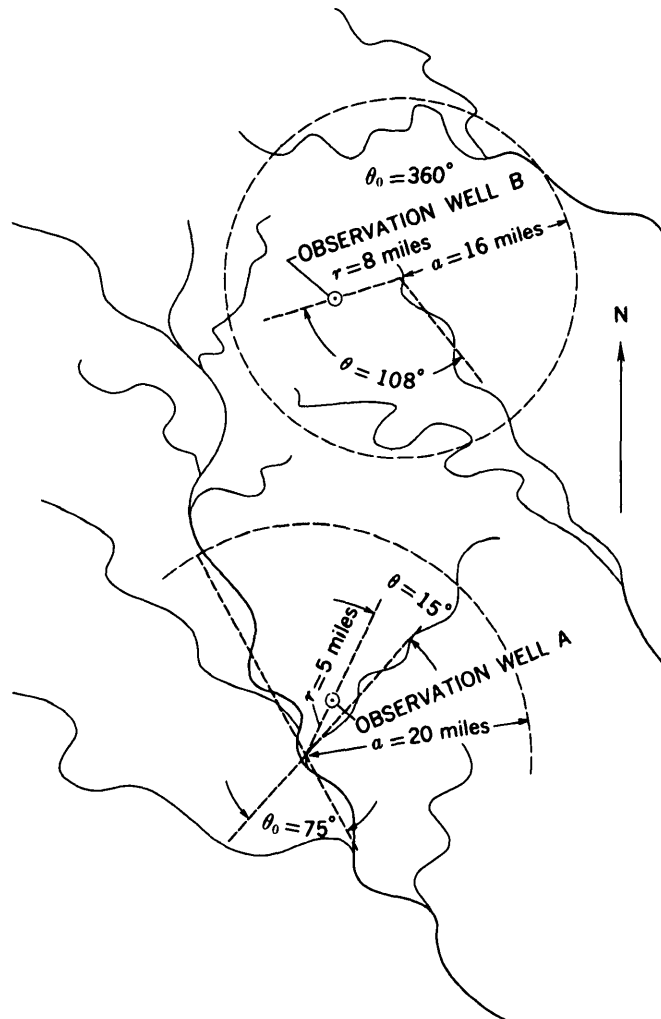 θ₀ = 360°
OBSERVATION WELL B
r = 8 miles
a = 16 miles
N
θ = 108°
θ = 15°
r = 5 miles
OBSERVATION WELL A
a = 20 miles
θ₀ = 75°